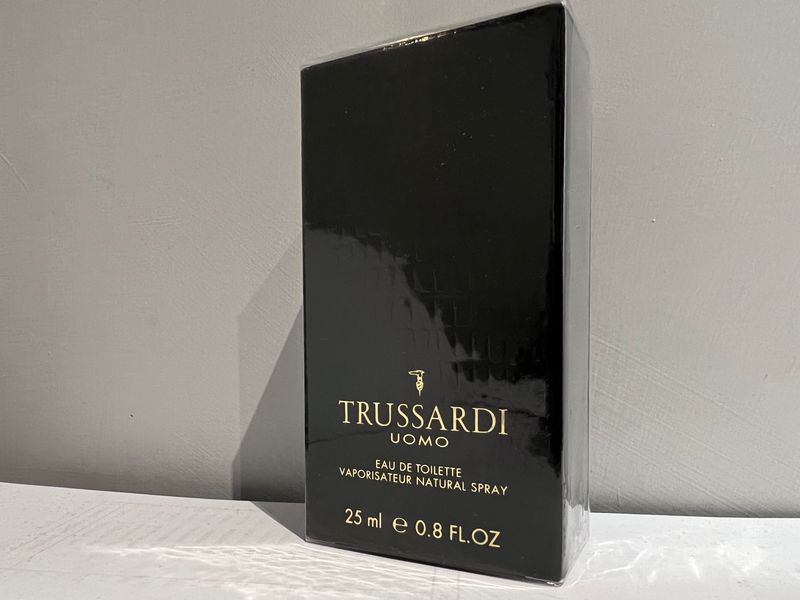 TRUSSARDI
UOMO
EAU DE TOILETTE
VAPORISATEUR NATURAL SPRAY
25 ml ℮ 0.8 FL.OZ